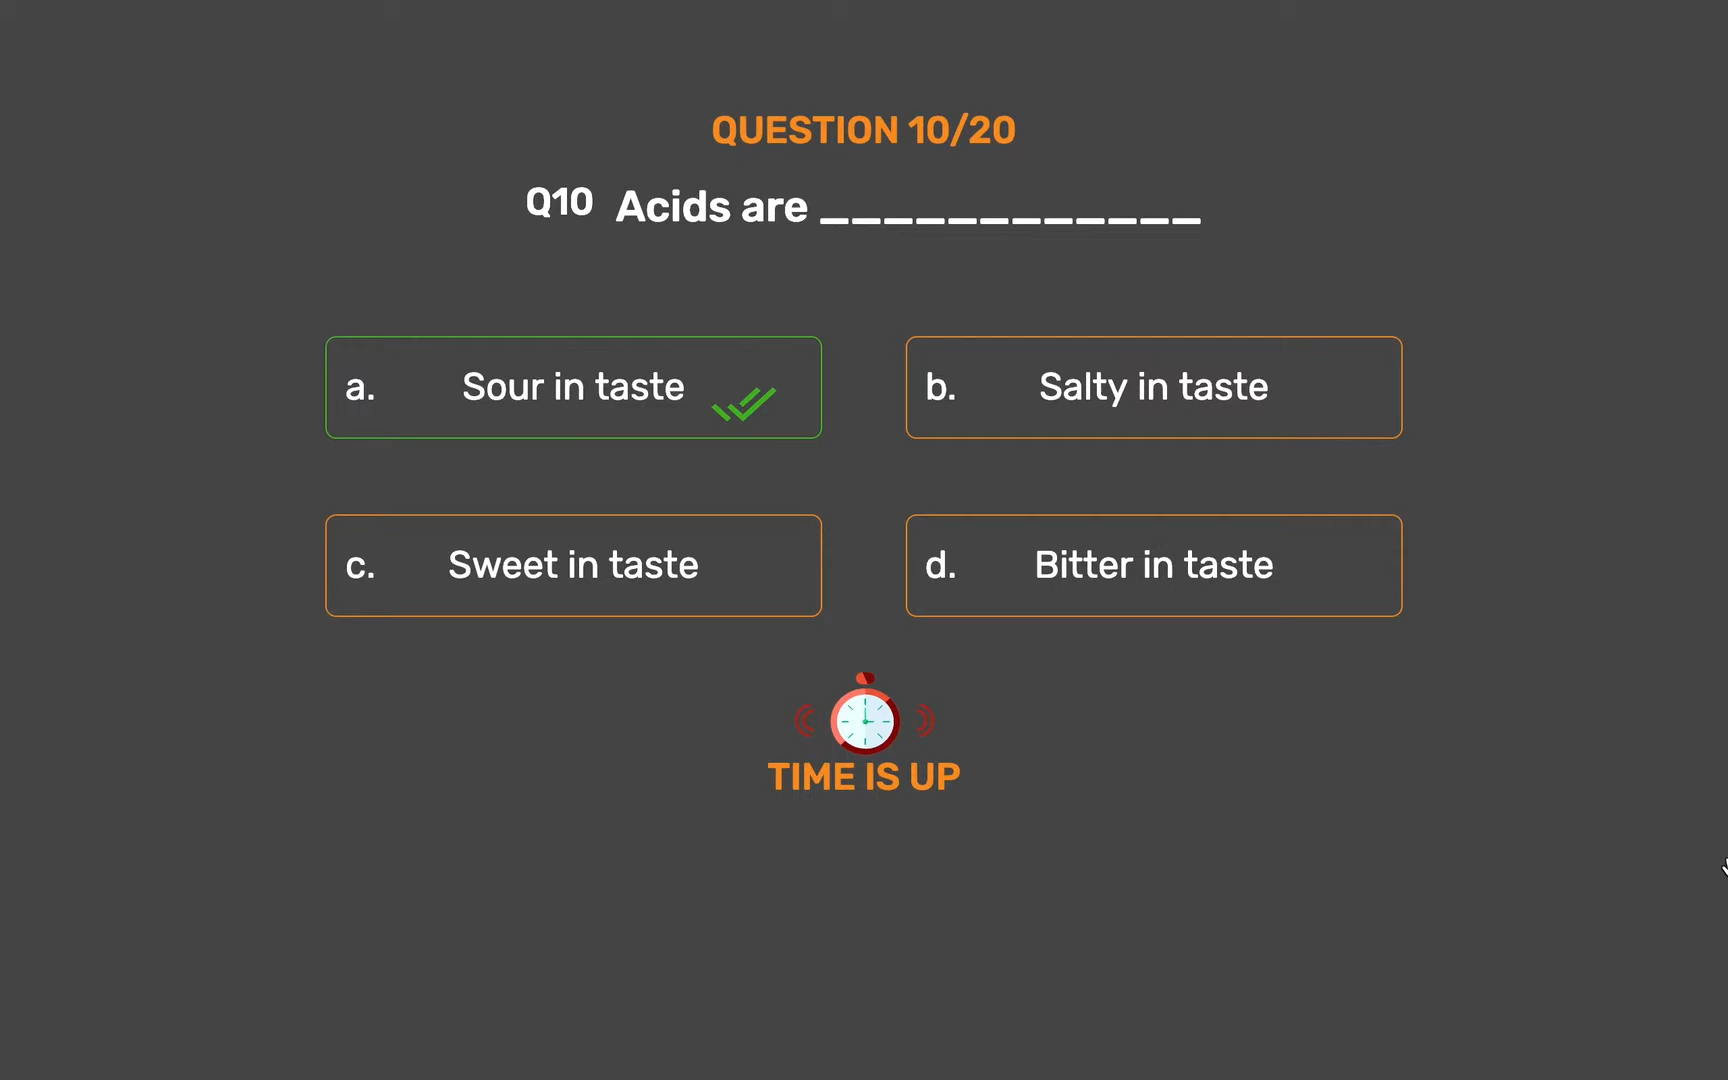 QUESTION 10/20
Q10 Acids are ____________
a. Sour in taste
b. Salty in taste
c. Sweet in taste
d. Bitter in taste
TIME IS UP